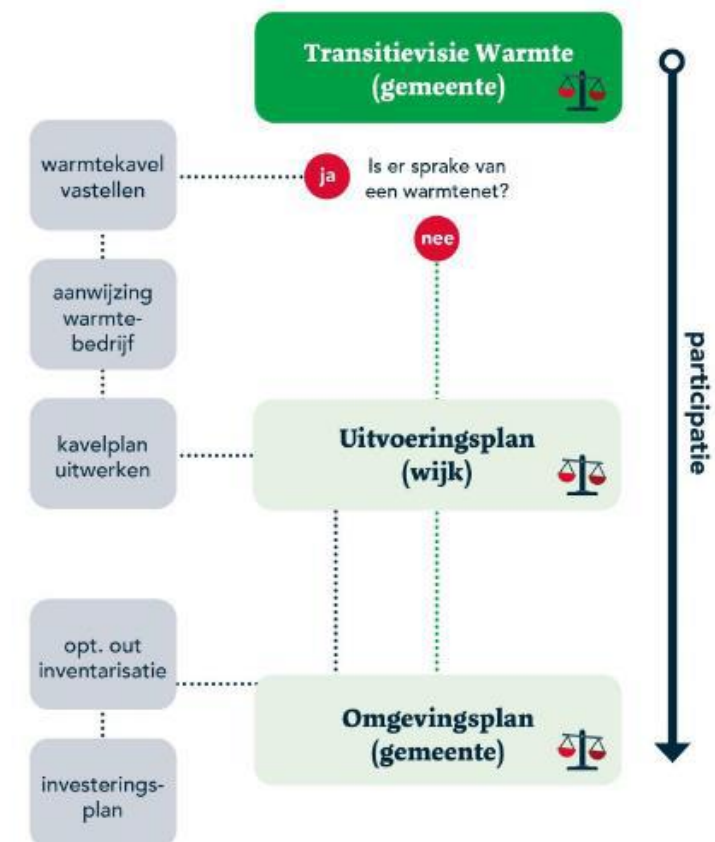 Transitievisie Warmte
(gemeente)
warmtekavel
vastellen
ja
Is er sprake van
een warmtenet?
nee
aanwijzing
warmte-
bedrijf
participatie
kavelplan
uitwerken
Uitvoeringsplan
(wijk)
opt. out
inventarisatie
Omgevingsplan
(gemeente)
investerings-
plan